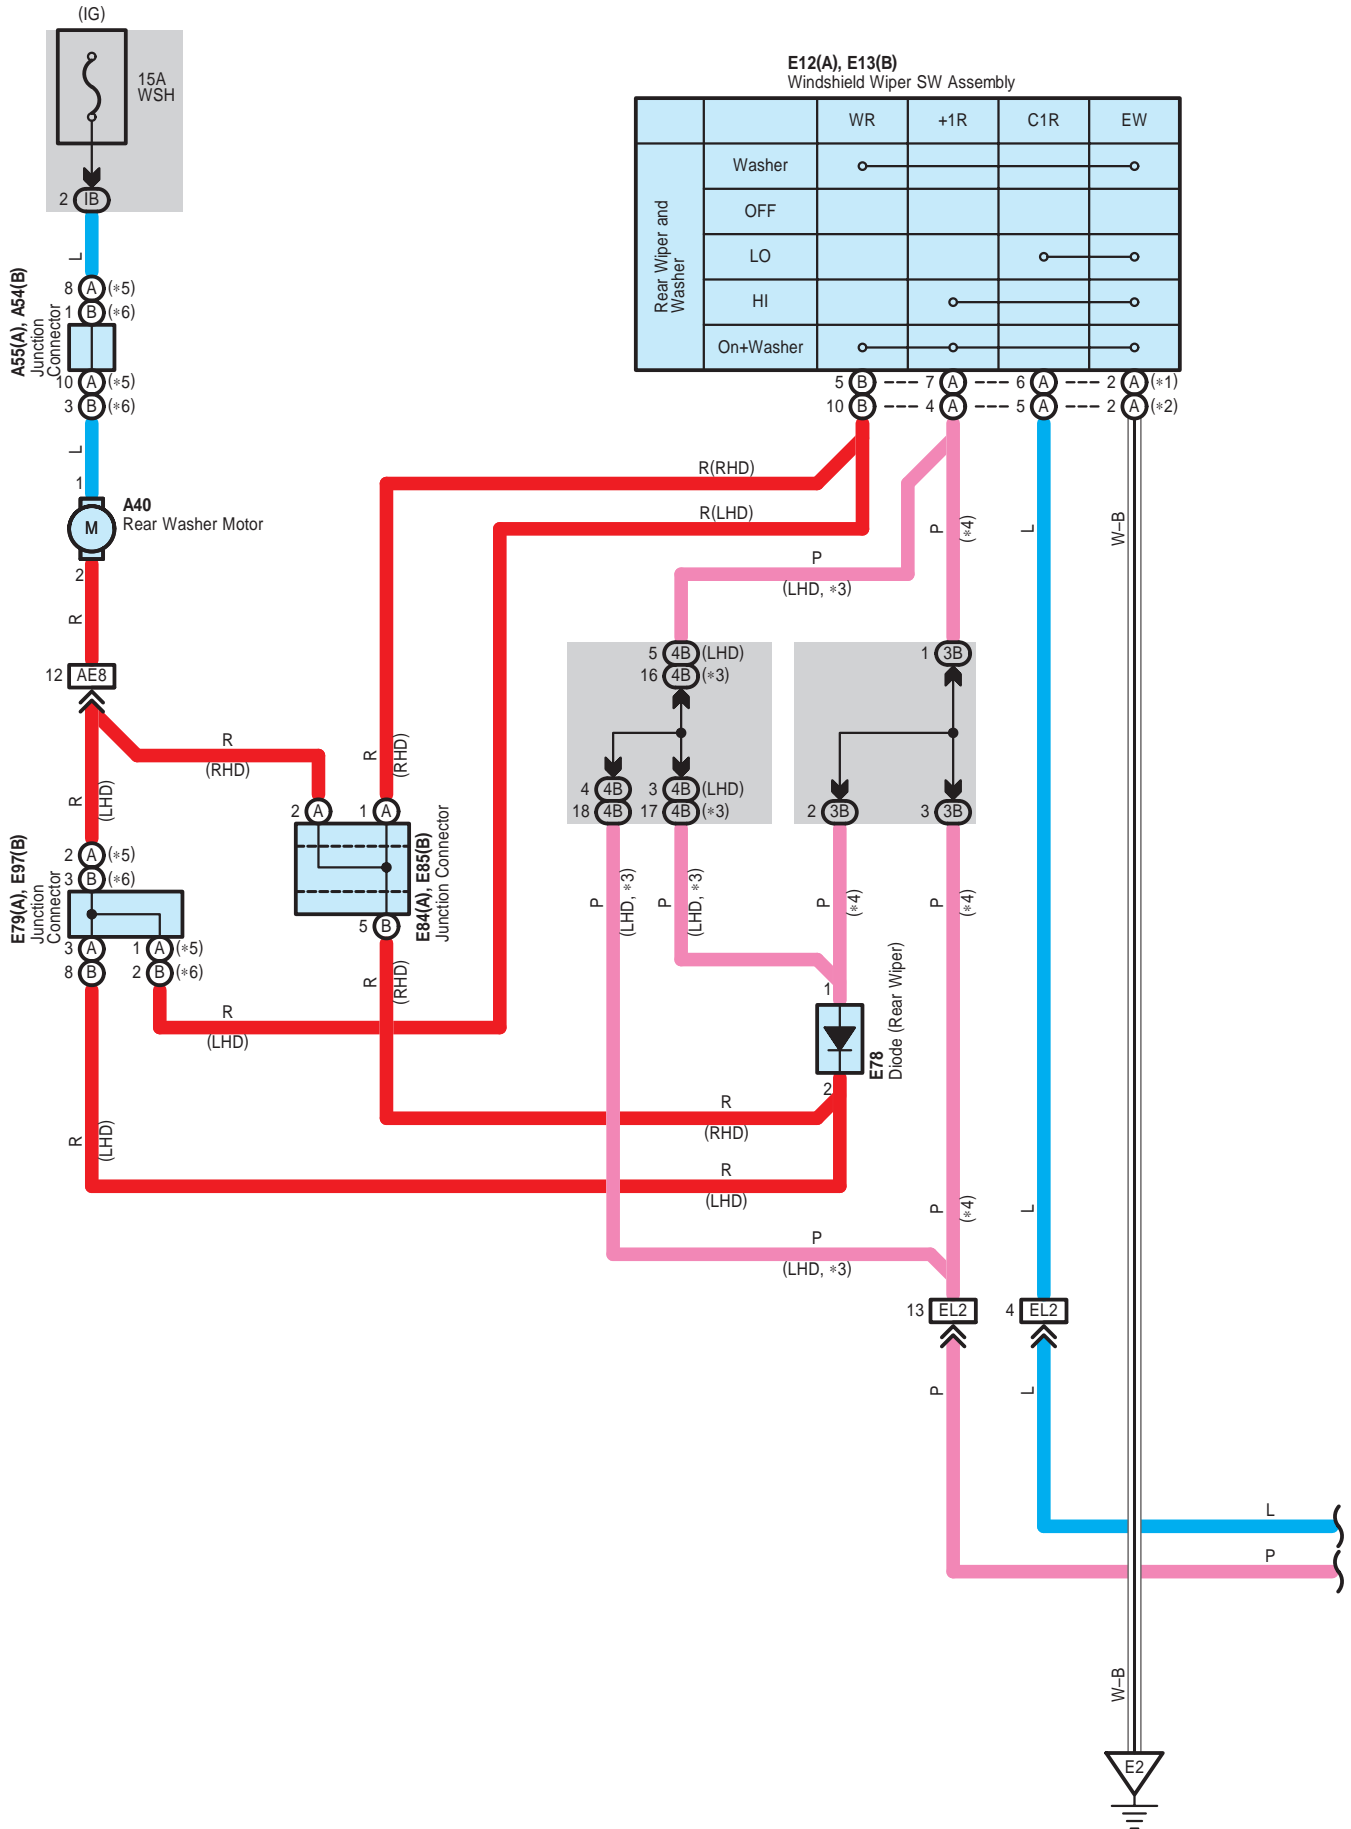 (IG)
15A
WSH
2 IB
L
8 A (*5)
1 B (*6)
A55(A), A54(B)
Junction
Connector
10 A (*5)
3 B (*6)
L
1
M
A40
Rear Washer Motor
2
R
12 AE8
R
(RHD)
R
(LHD)
2 A (*5)
3 B (*6)
E79(A), E97(B)
Junction
Connector
3 A
8 B
1 A (*5)
2 B (*6)
R
(LHD)
R
(LHD)
E12(A), E13(B)
Windshield Wiper SW Assembly
WR +1R C1R EW
Rear Wiper and
Washer
Washer
OFF
LO
HI
On+Washer
5 B 7 A 6 A 2 A (*1)
10 B 4 A 5 A 2 A (*2)
R(RHD)
R(LHD)
P
(LHD, *3)
P
(*4)
L
W-B
R
(RHD)
2 A
1 A
E84(A), E85(B)
Junction Connector
5 B
R
(RHD)
5 4B (LHD)
16 4B (*3)
4 4B
18 4B
3 4B (LHD)
17 4B (*3)
1 3B
2 3B
3 3B
P
(LHD, *3)
P
(LHD, *3)
P
(*4)
P
(*4)
1
E78
Diode (Rear Wiper)
2
R
(RHD)
R
(LHD)
P
(*4)
L
P
(LHD, *3)
13 EL2
4 EL2
P
L
L
P
W-B
E2